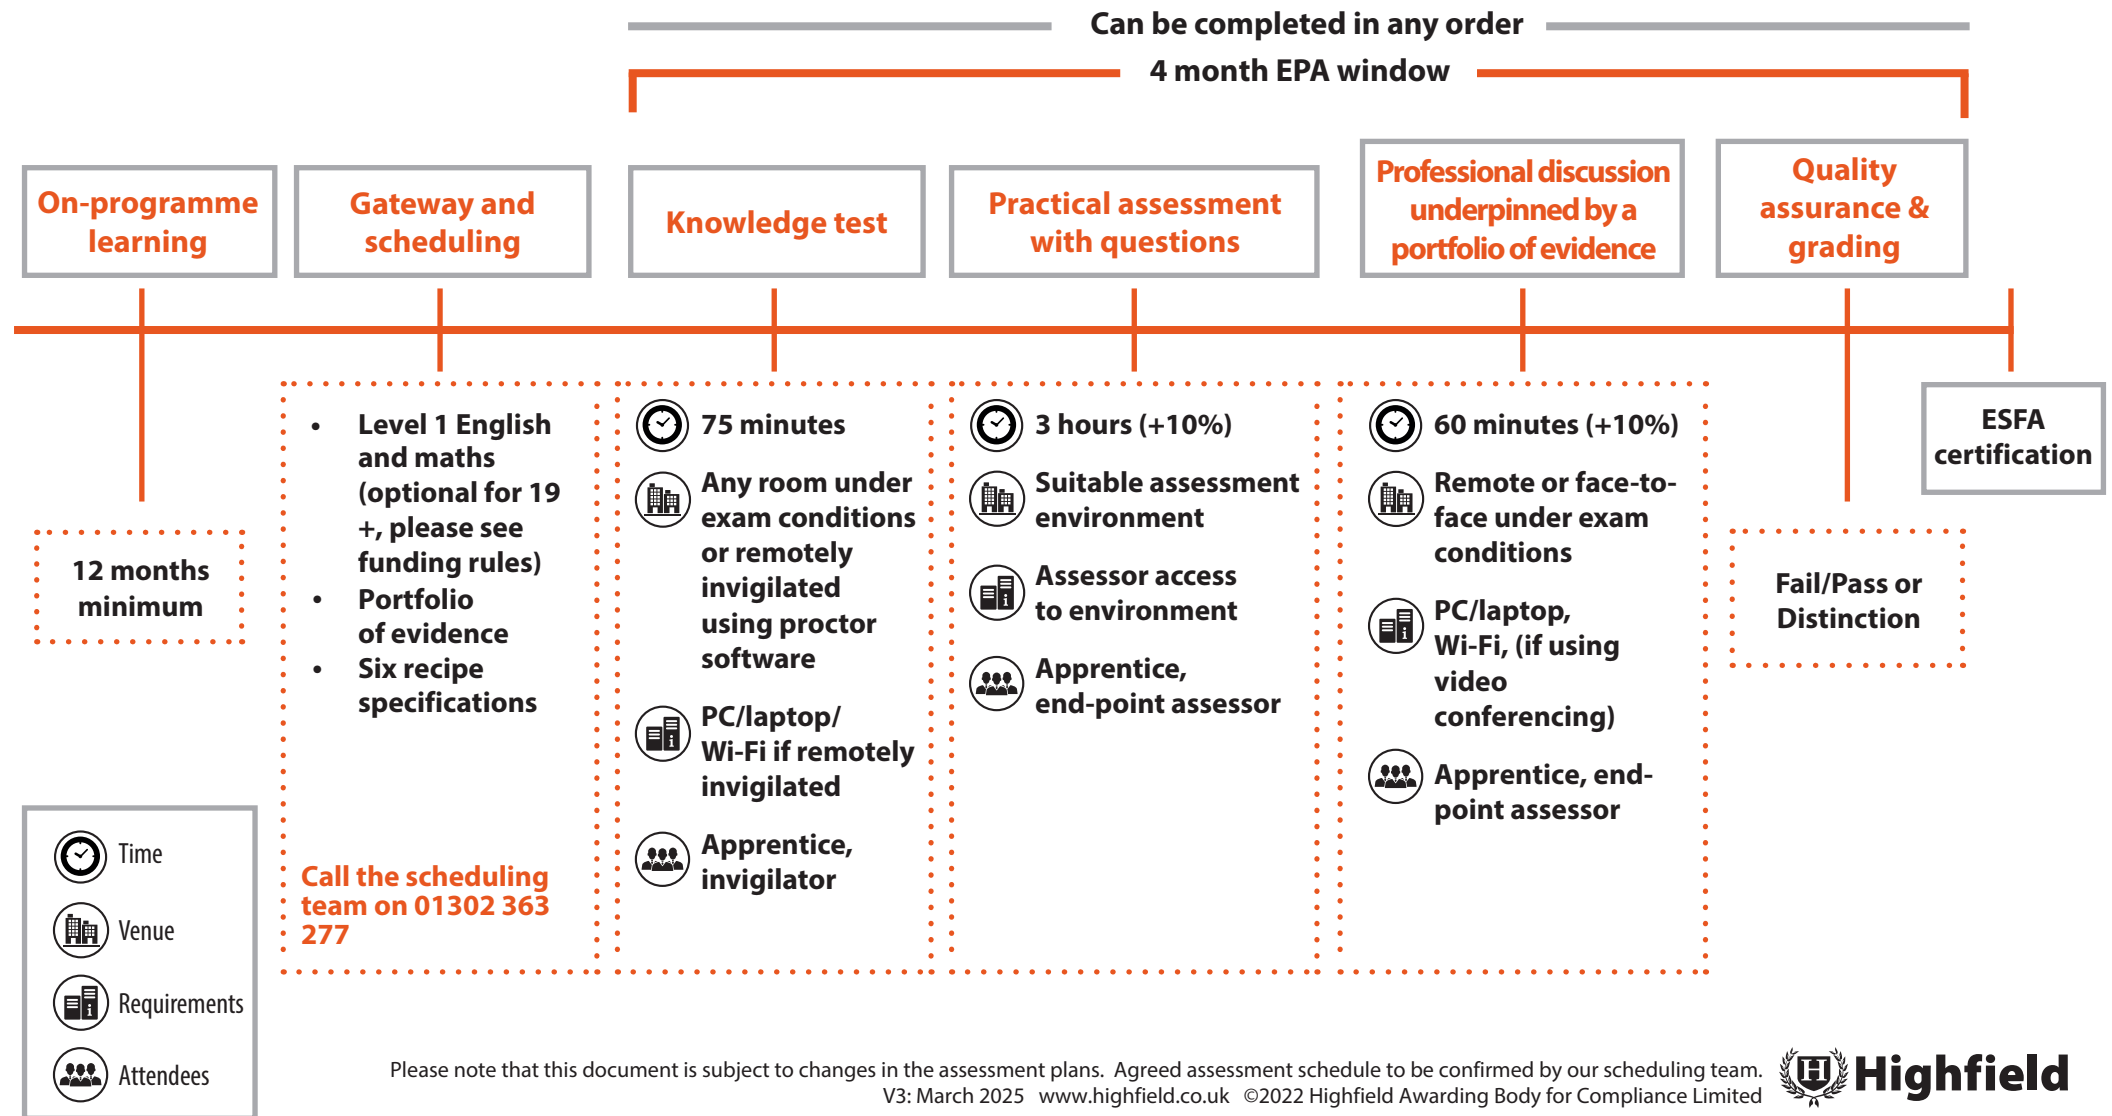 Can be completed in any order
4 month EPA window
On-programme
learning
Gateway and
scheduling
Knowledge test
Practical assessment
with questions
Professional discussion
underpinned by a
portfolio of evidence
Quality
assurance &
grading
12 months
minimum
• Level 1 English
and maths
(optional for 19
+, please see
funding rules)
• Portfolio
of evidence
• Six recipe
specifications
Call the scheduling
team on 01302 363
277
75 minutes
Any room under
exam conditions
or remotely
invigilated
using proctor
software
PC/laptop/
Wi-Fi if remotely
invigilated
Apprentice,
invigilator
3 hours (+10%)
Suitable assessment
environment
Assessor access
to environment
Apprentice,
end-point assessor
60 minutes (+10%)
Remote or face-to-
face under exam
conditions
PC/laptop,
Wi-Fi, (if using
video
conferencing)
Apprentice, end-
point assessor
Fail/Pass or
Distinction
ESFA
certification
Time
Venue
Requirements
Attendees
Please note that this document is subject to changes in the assessment plans. Agreed assessment schedule to be confirmed by our scheduling team.
V3: March 2025 www.highfield.co.uk ©2022 Highfield Awarding Body for Compliance Limited
H Highfield